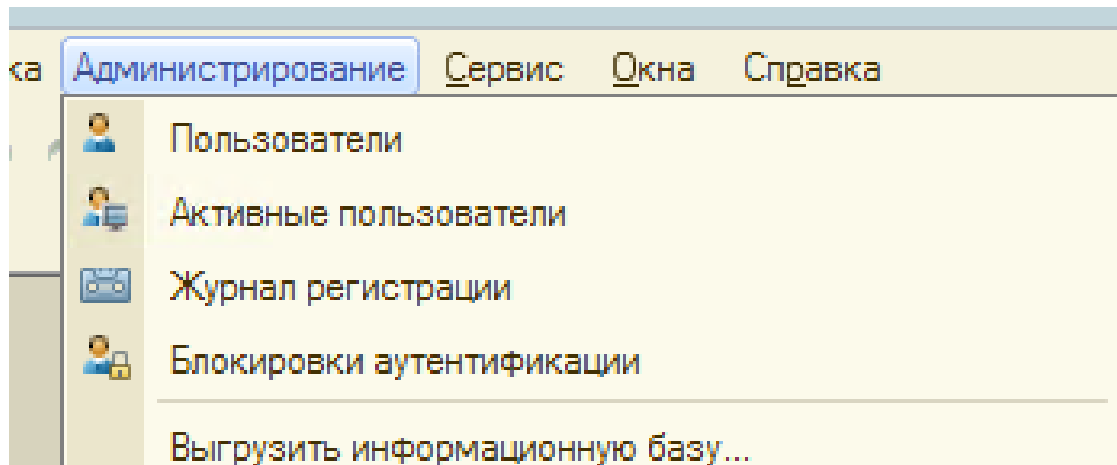 ка Администрирование Сервис Окна Справка
Пользователи
Активные пользователи
Журнал регистрации
Блокировки аутентификации
Выгрузить информационную базу...